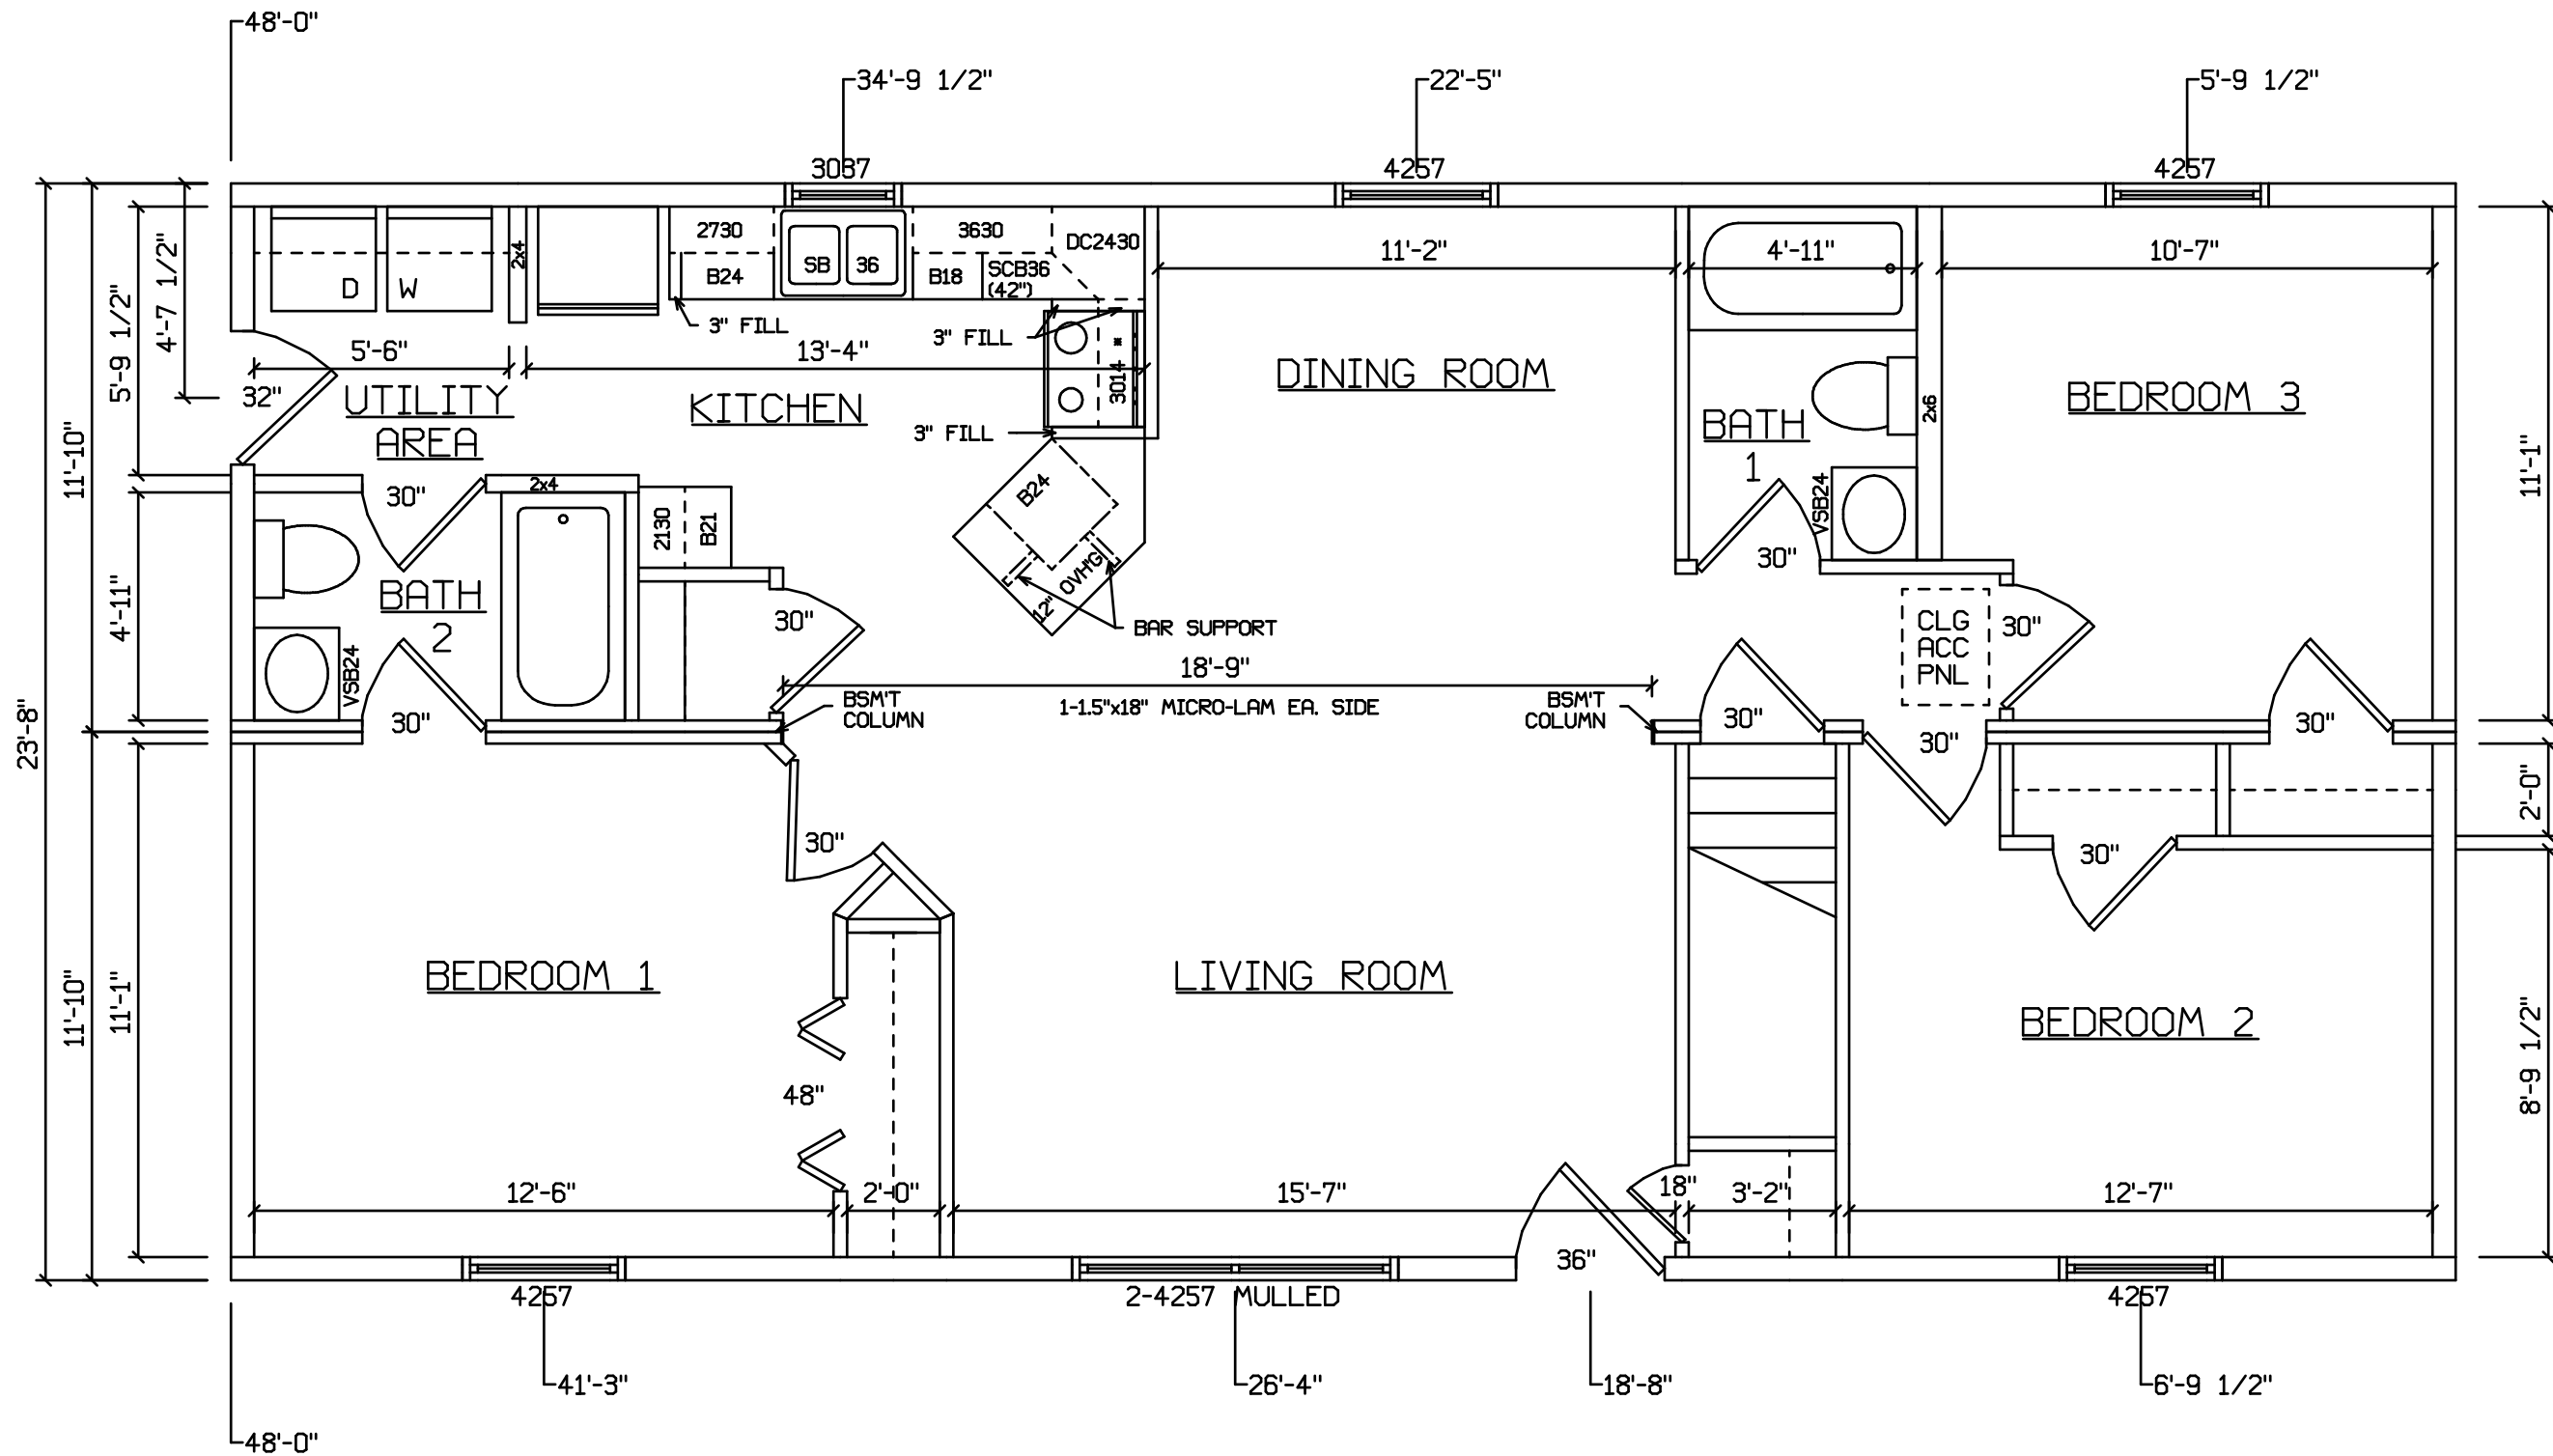 48'-0"
34'-9 1/2"
22'-5"
5'-9 1/2"
3037
4257
4257
2730
3630
DC2430
2x4
B24
SB 36
B18
SCB36
(42")
D W
11'-2"
4'-11"
10'-7"
4'-7 1/2"
5'-9 1/2"
3" FILL
3" FILL
5'-6"
13'-4"
3014 *
32"
UTILITY
AREA
KITCHEN
DINING ROOM
BATH
1
2x6
BEDROOM 3
3" FILL
11'-10"
11'-1"
30"
2x4
2130
B21
B24
VSB24
30"
12" OVH'G
BAR SUPPORT
4'-11"
BATH
2
30"
CLG
ACC
PNL
30"
VSB24
18'-9"
1-1.5"x18" MICRO-LAM EA. SIDE
BSM'T
COLUMN
BSM'T
COLUMN
30"
30"
30"
30"
23'-8"
2'-0"
30"
30"
11'-10"
11'-1"
BEDROOM 1
LIVING ROOM
BEDROOM 2
8'-9 1/2"
48"
12'-6"
2'-0"
15'-7"
18"
3'-2"
12'-7"
36"
4257
2-4257 MULLED
4257
41'-3"
26'-4"
18'-8"
6'-9 1/2"
48'-0"